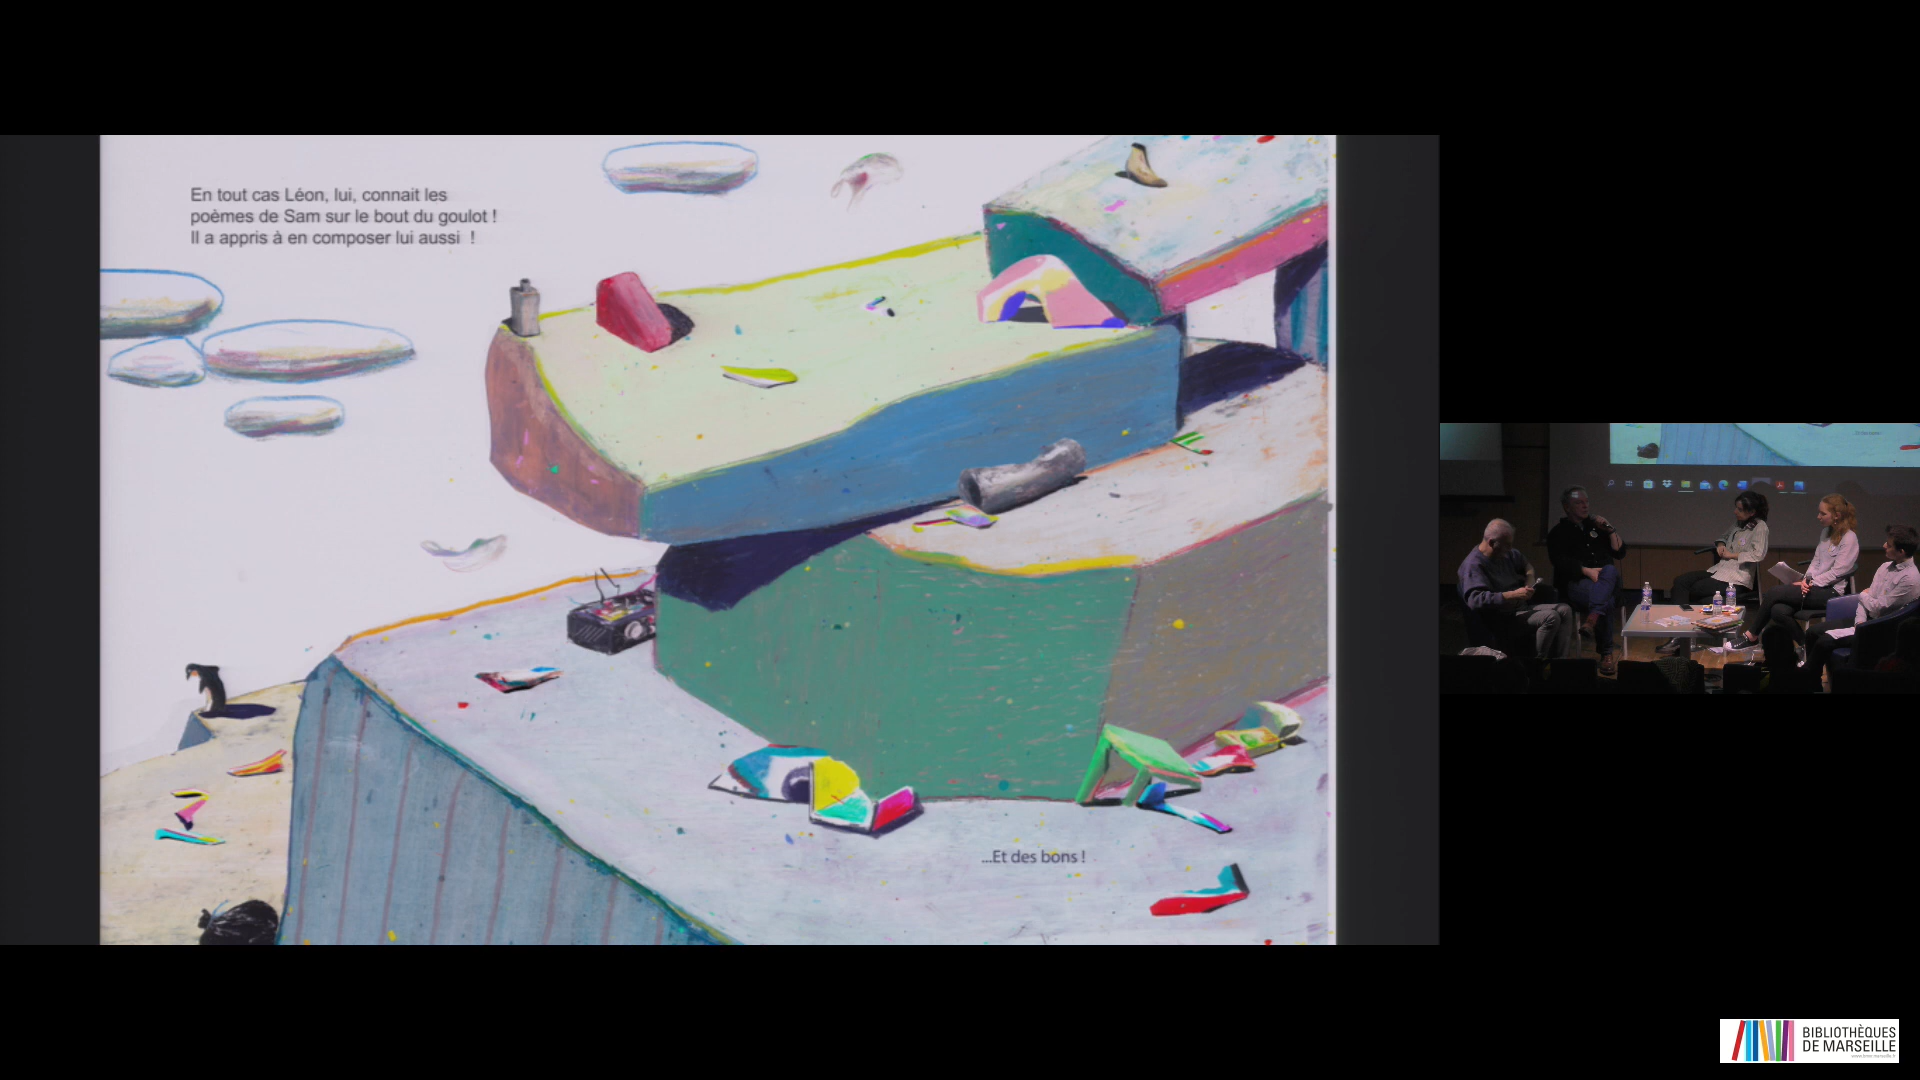 En tout cas Léon, lui, connait les
poèmes de Sam sur le bout du goulot !
Il a appris à en composer lui aussi  !
...Et des bons !
BIBLIOTHÈQUES
DE MARSEILLE